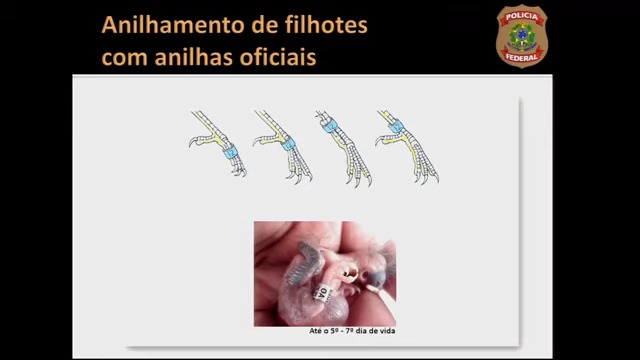 Anilhamento de filhotes
com anilhas oficiais
POLÍCIA
FEDERAL
Até o 5º - 7º dia de vida